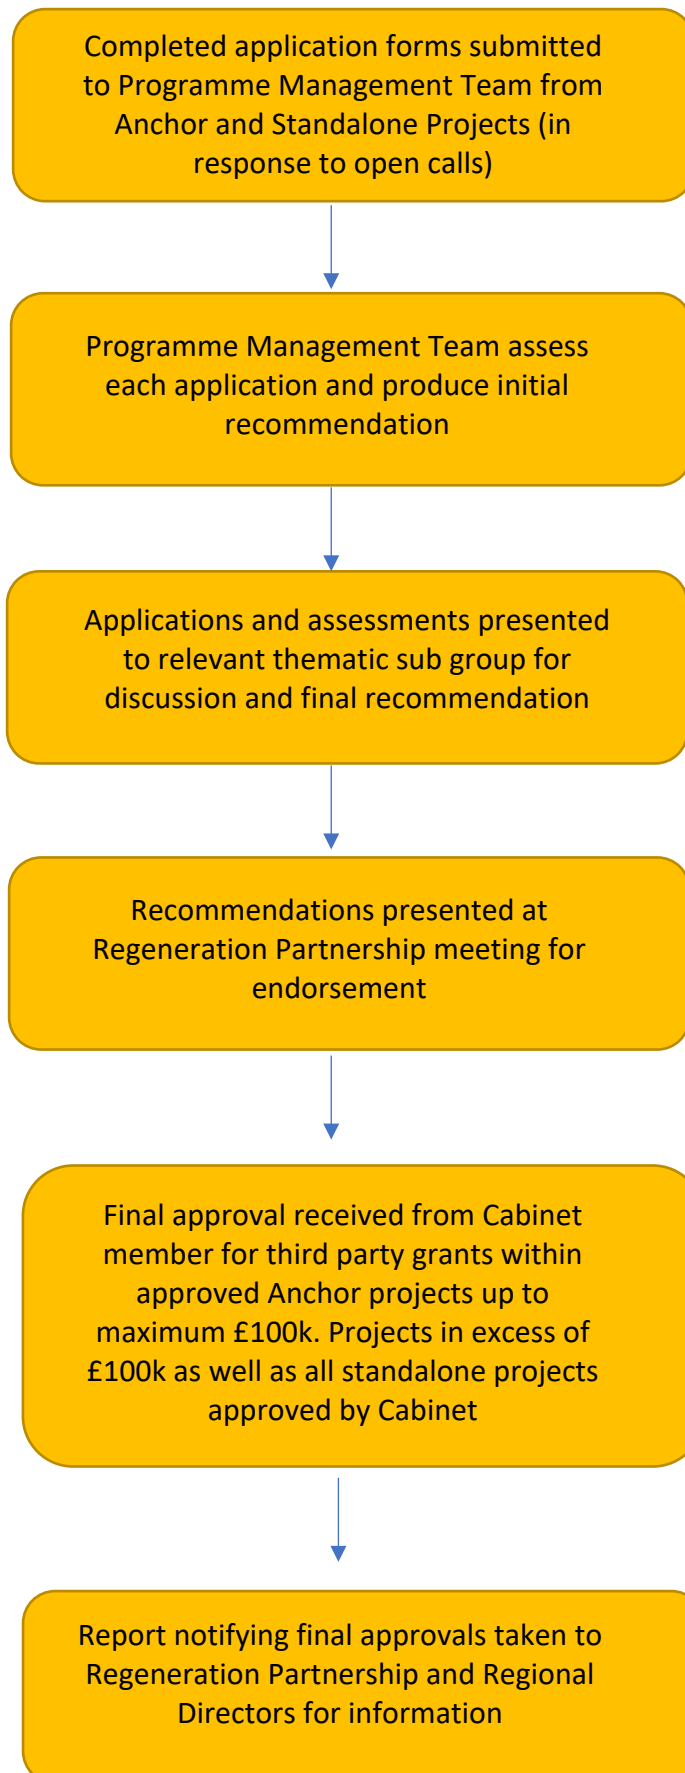 Completed application forms submitted
to Programme Management Team from
Anchor and Standalone Projects (in
response to open calls)
Programme Management Team assess
each application and produce initial
recommendation
Applications and assessments presented
to relevant thematic sub group for
discussion and final recommendation
Recommendations presented at
Regeneration Partnership meeting for
endorsement
Final approval received from Cabinet
member for third party grants within
approved Anchor projects up to
maximum £100k. Projects in excess of
£100k as well as all standalone projects
approved by Cabinet
Report notifying final approvals taken to
Regeneration Partnership and Regional
Directors for information